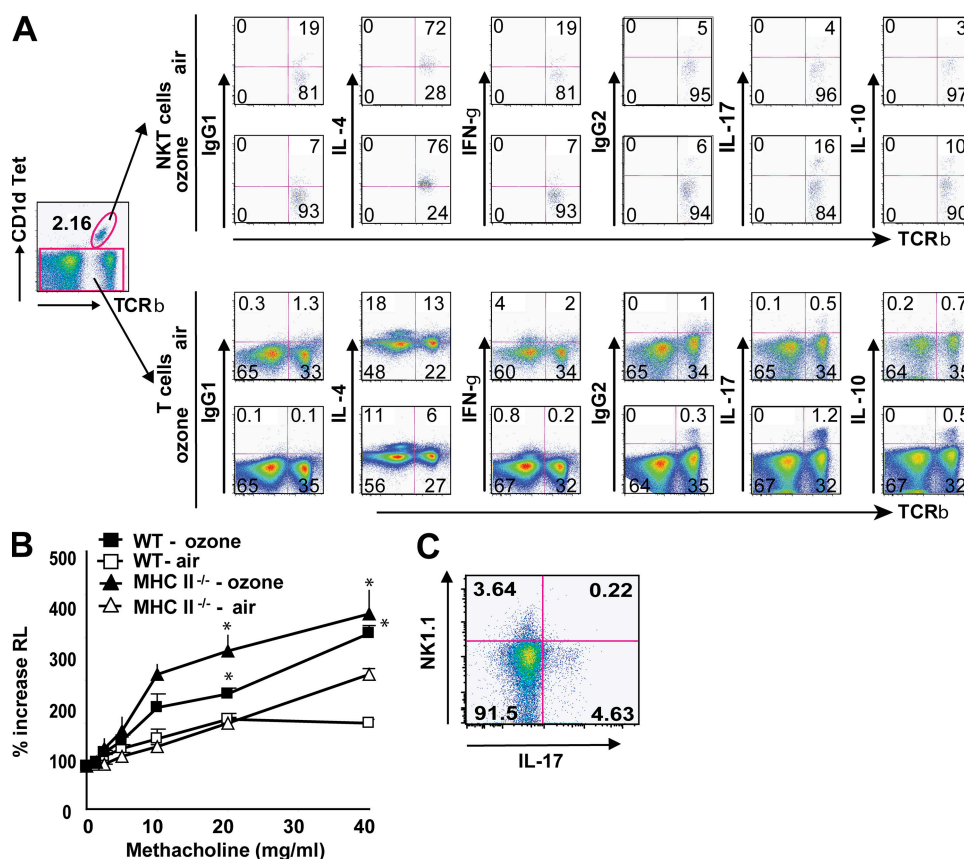 A
NKT cells
air
IgG1
19
0
0
81
IL-4
72
0
0
28
IFN-g
19
0
0
81
IgG2
5
0
0
95
IL-17
4
0
0
96
IL-10
3
0
0
97
ozone
7
0
0
93
76
0
0
24
7
0
0
93
6
0
0
94
16
0
0
84
10
0
0
90
TCRb
CD1d Tet
2.16
TCRb
T cells
air
IgG1
0.3 1.3
65 33
IL -4
18 13
48 22
IFN-g
4 2
60 34
IgG2
0 1
65 34
IL-17
0.1 0.5
65 34
IL-10
0.2 0.7
64 35
ozone
0.1 0.1
65 35
11 6
56 27
0.8 0.2
67 32
0 0.3
64 35
0 1.2
67 32
0 0.5
67 32
TCRb
B
WT - ozone
WT- air
MHC II-/- - ozone
MHC II-/- - air
% increase RL
500
400
300
200
100
0
* * * *
0 10 20 30 40
Methacholine (mg/ml)
C
NK1.1
3.64 0.22
91.5 4.63
IL-17